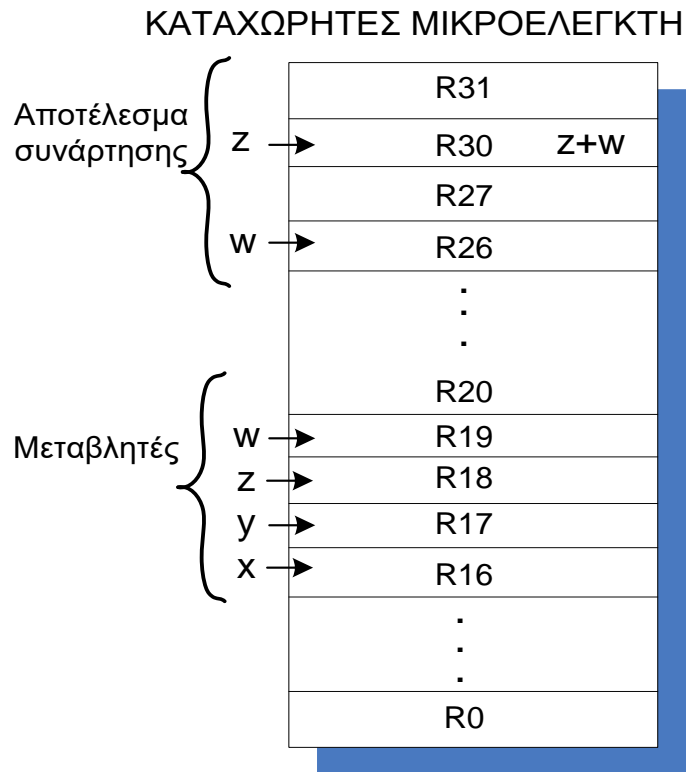 ΚΑΤΑΧΩΡΗΤΕΣ ΜΙΚΡΟΕΛΕΓΚΤΗ
R31
Αποτέλεσμα
συνάρτησης
z R30 z+w
R27
w R26
.
.
.
R20
Μεταβλητές
w R19
z R18
y R17
x R16
.
.
.
R0